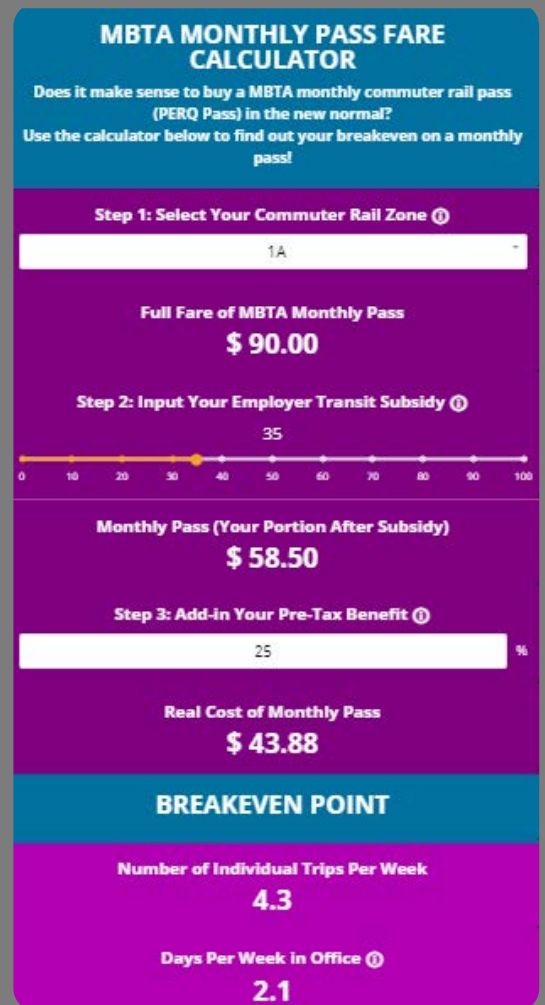 MBTA MONTHLY PASS FARE
CALCULATOR
Does it make sense to buy a MBTA monthly commuter rail pass
(PERQ Pass) in the new normal?
Use the calculator below to find out your breakeven on a monthly
pass!
Step 1: Select Your Commuter Rail Zone ⓘ
1A
Full Fare of MBTA Monthly Pass
$ 90.00
Step 2: Input Your Employer Transit Subsidy ⓘ
35
0 10 20 30 40 50 60 70 80 90 100
Monthly Pass (Your Portion After Subsidy)
$ 58.50
Step 3: Add-in Your Pre-Tax Benefit ⓘ
25 %
Real Cost of Monthly Pass
$ 43.88
BREAKEVEN POINT
Number of Individual Trips Per Week
4.3
Days Per Week in Office ⓘ
2.1